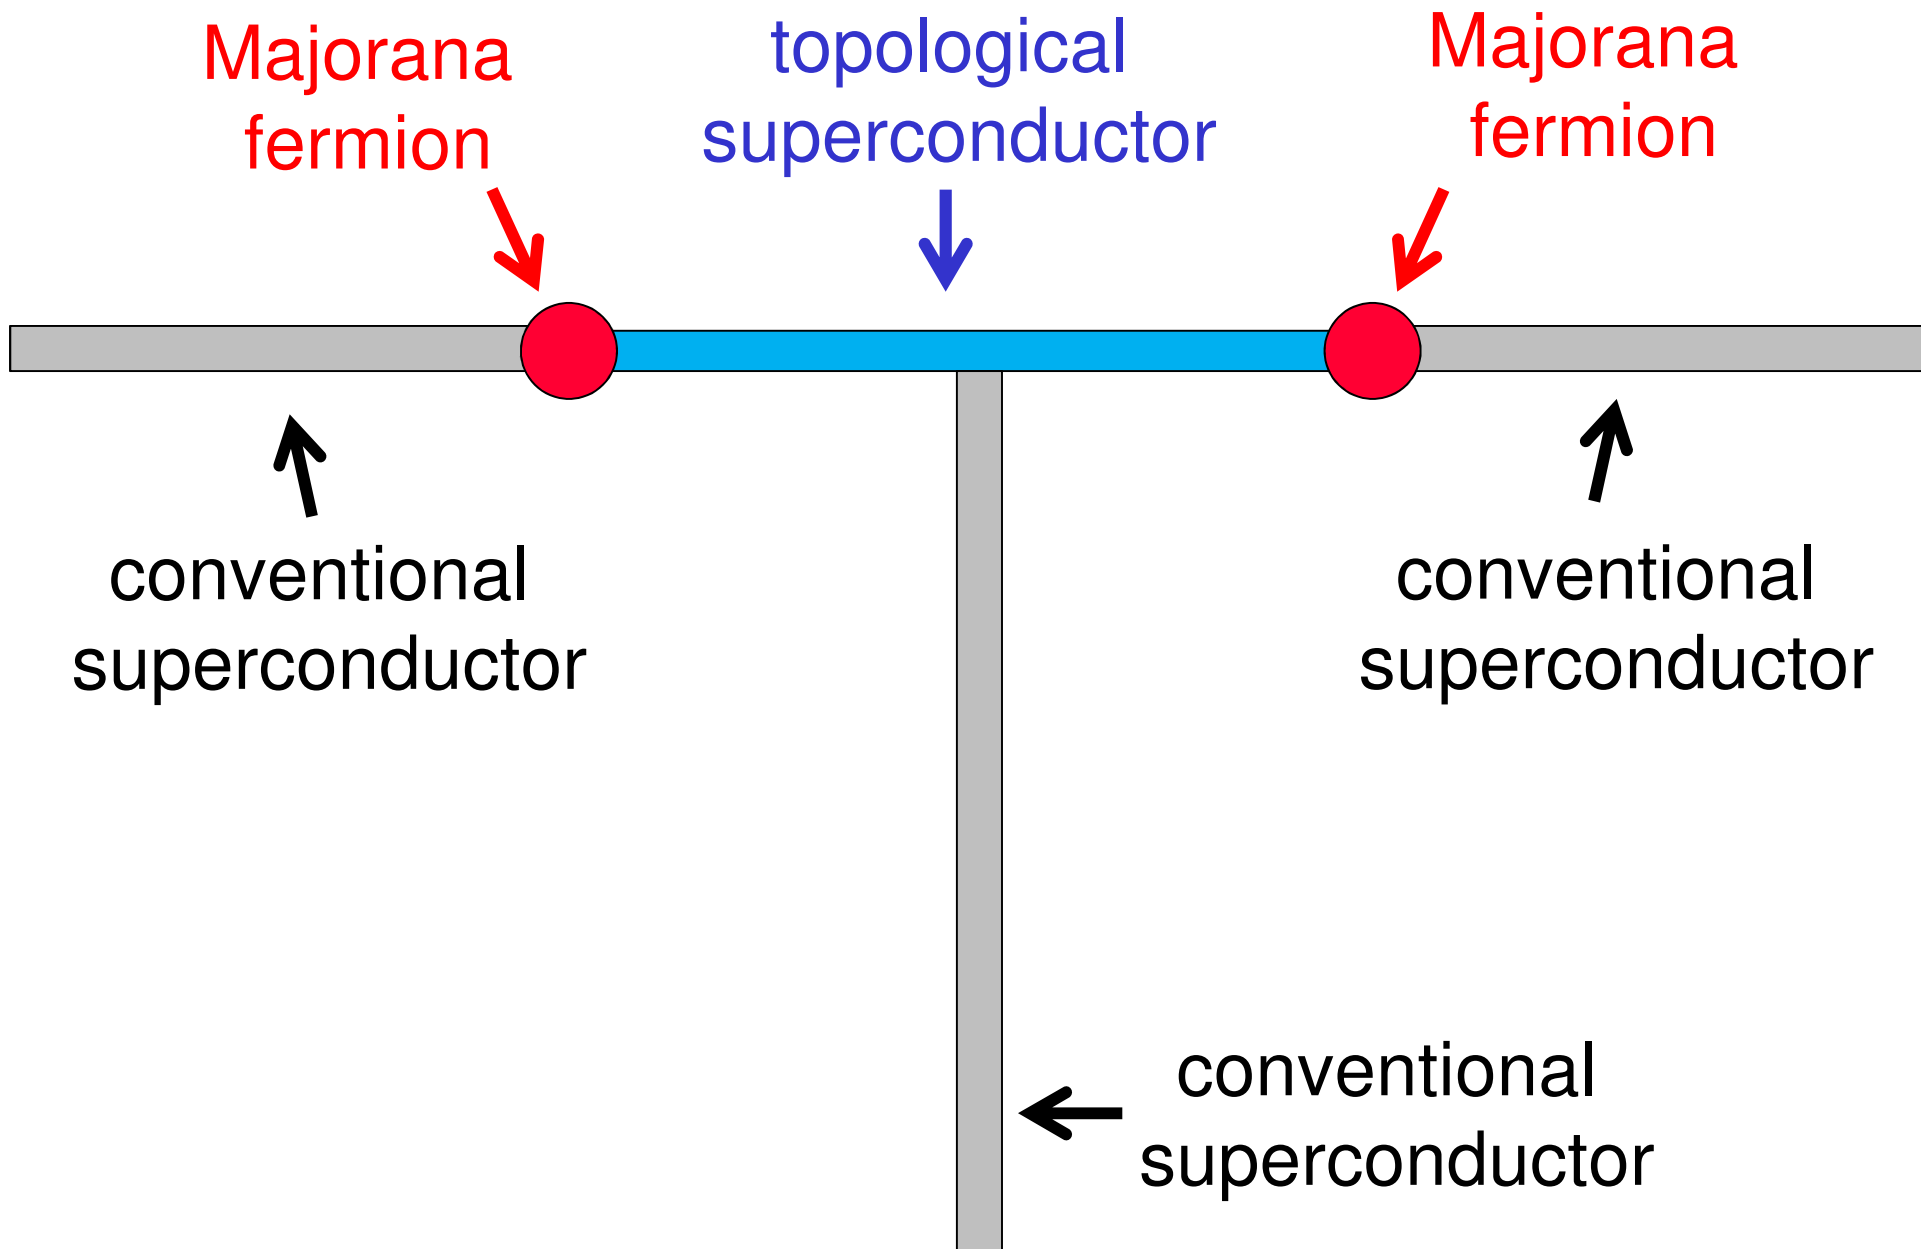 Majorana
fermion
topological
superconductor
Majorana
fermion
conventional
superconductor
conventional
superconductor
conventional
superconductor